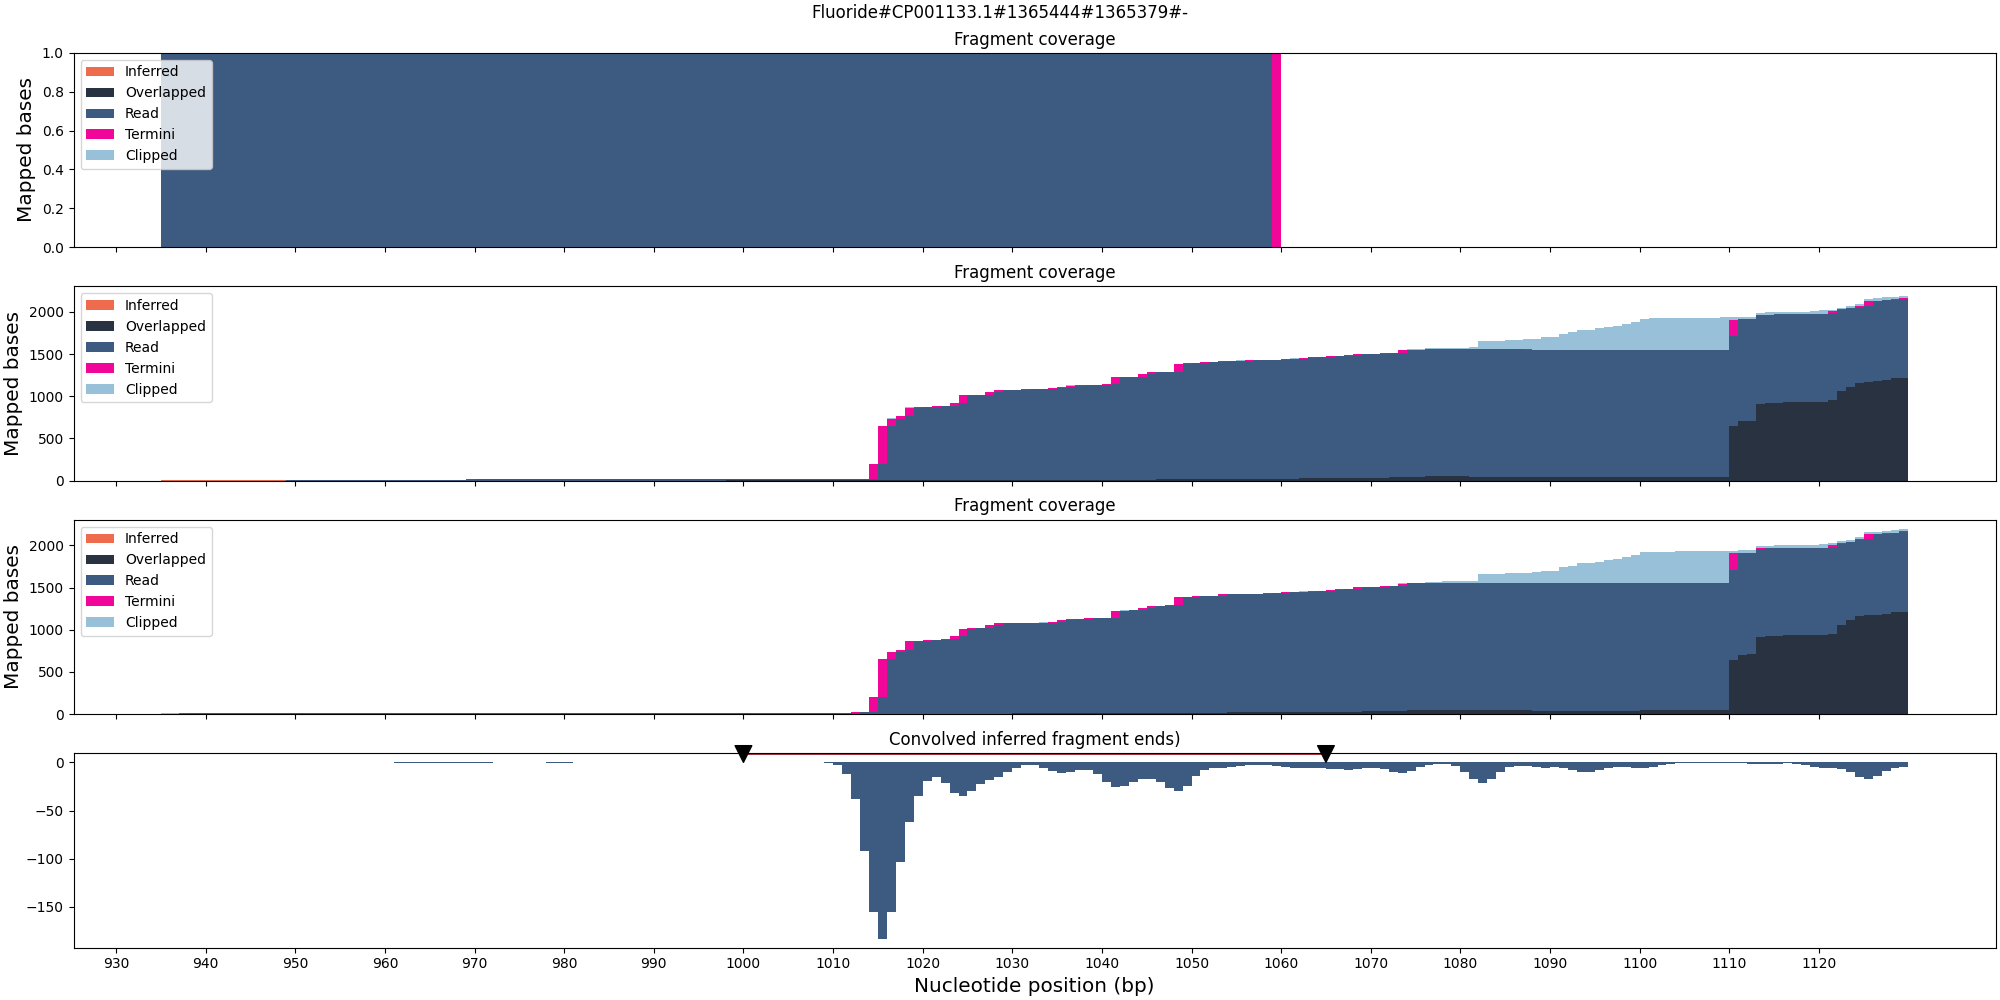 Fluoride#CP001133.1#1365444#1365379#-
Fragment coverage
Mapped bases
1.0
0.8
0.6
0.4
0.2
0.0
Inferred
Overlapped
Read
Termini
Clipped
Fragment coverage
Mapped bases
2000
1500
1000
500
0
Inferred
Overlapped
Read
Termini
Clipped
Fragment coverage
Mapped bases
2000
1500
1000
500
0
Inferred
Overlapped
Read
Termini
Clipped
Convolved inferred fragment ends)
0
−50
−100
−150
930 940 950 960 970 980 990 1000 1010 1020 1030 1040 1050 1060 1070 1080 1090 1100 1110 1120
Nucleotide position (bp)